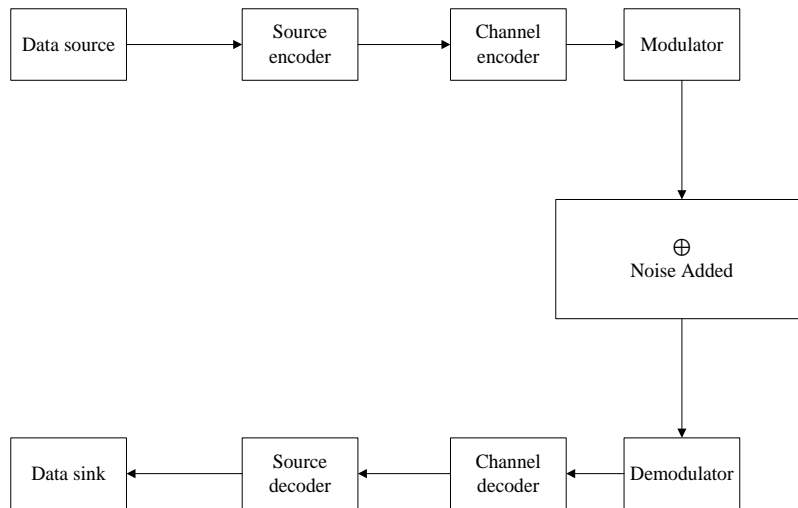 Data source
Source
encoder
Channel
encoder
Modulator
⊕
Noise Added
Data sink
Source
decoder
Channel
decoder
Demodulator